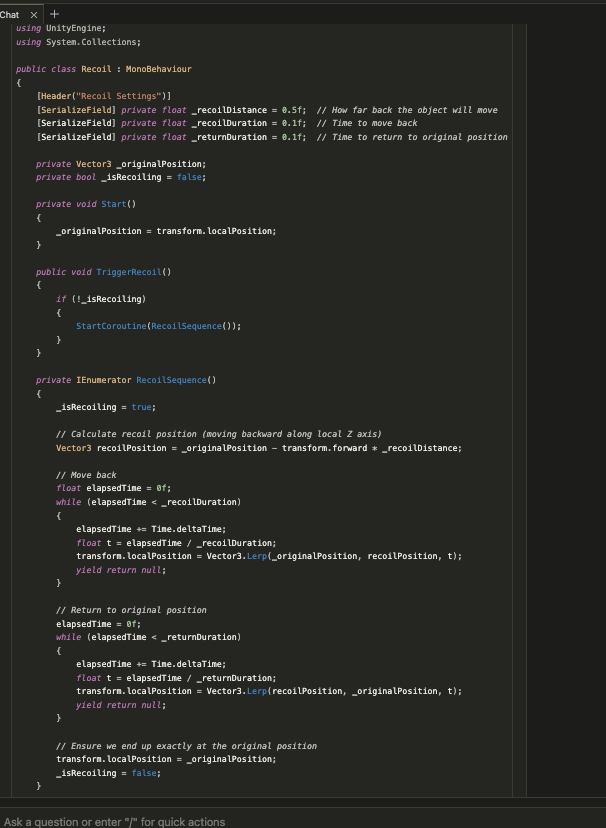 Chat × +
using UnityEngine;
using System.Collections;
public class Recoil : MonoBehaviour
{
[Header("Recoil Settings")]
[SerializeField] private float _recoilDistance = 0.5f;  // How far back the object will move
[SerializeField] private float _recoilDuration = 0.1f;  // Time to move back
[SerializeField] private float _returnDuration = 0.1f;  // Time to return to original position
private Vector3 _originalPosition;
private bool _isRecoiling = false;
private void Start()
{
_originalPosition = transform.localPosition;
}
public void TriggerRecoil()
{
if (!_isRecoiling)
{
StartCoroutine(RecoilSequence());
}
}
private IEnumerator RecoilSequence()
{
_isRecoiling = true;
// Calculate recoil position (moving backward along local Z axis)
Vector3 recoilPosition = _originalPosition - transform.forward * _recoilDistance;
// Move back
float elapsedTime = 0f;
while (elapsedTime < _recoilDuration)
{
elapsedTime += Time.deltaTime;
float t = elapsedTime / _recoilDuration;
transform.localPosition = Vector3.Lerp(_originalPosition, recoilPosition, t);
yield return null;
}
// Return to original position
elapsedTime = 0f;
while (elapsedTime < _returnDuration)
{
elapsedTime += Time.deltaTime;
float t = elapsedTime / _returnDuration;
transform.localPosition = Vector3.Lerp(recoilPosition, _originalPosition, t);
yield return null;
}
// Ensure we end up exactly at the original position
transform.localPosition = _originalPosition;
_isRecoiling = false;
}
Ask a question or enter "/" for quick actions